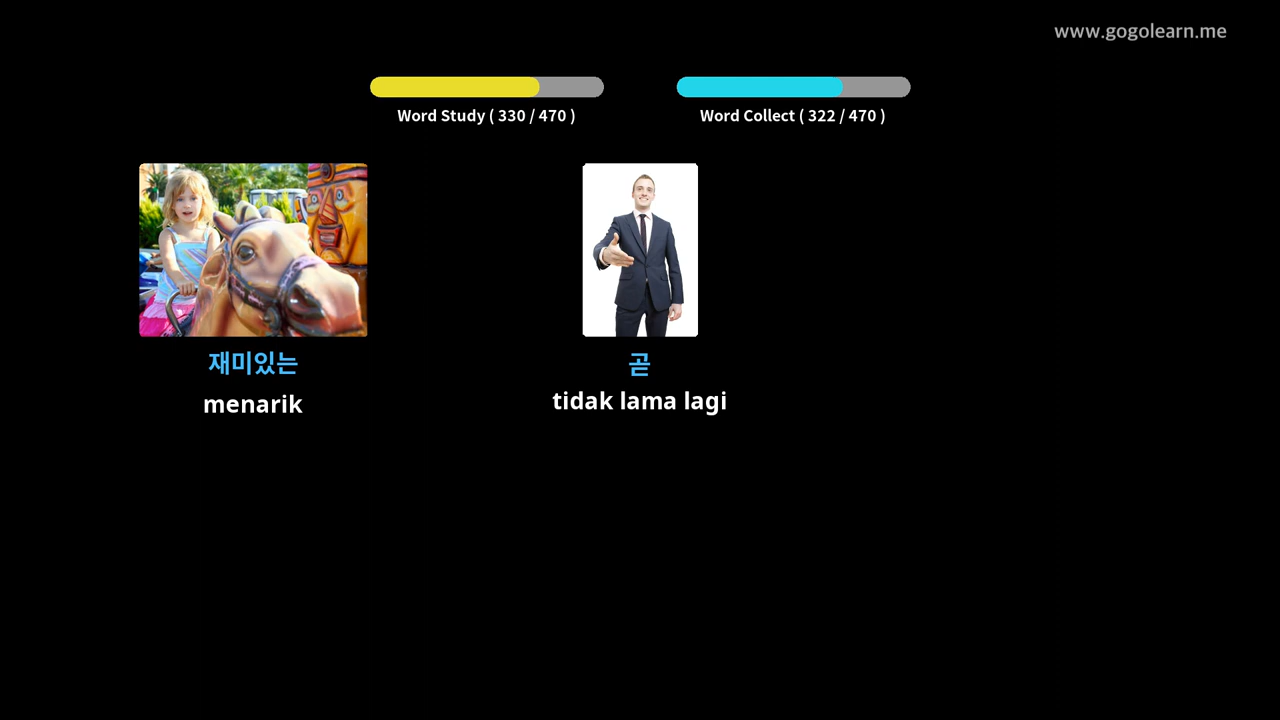 www.gogolearn.me
Word Study ( 330 / 470 )
Word Collect ( 322 / 470 )
재미있는
menarik
곧
tidak lama lagi